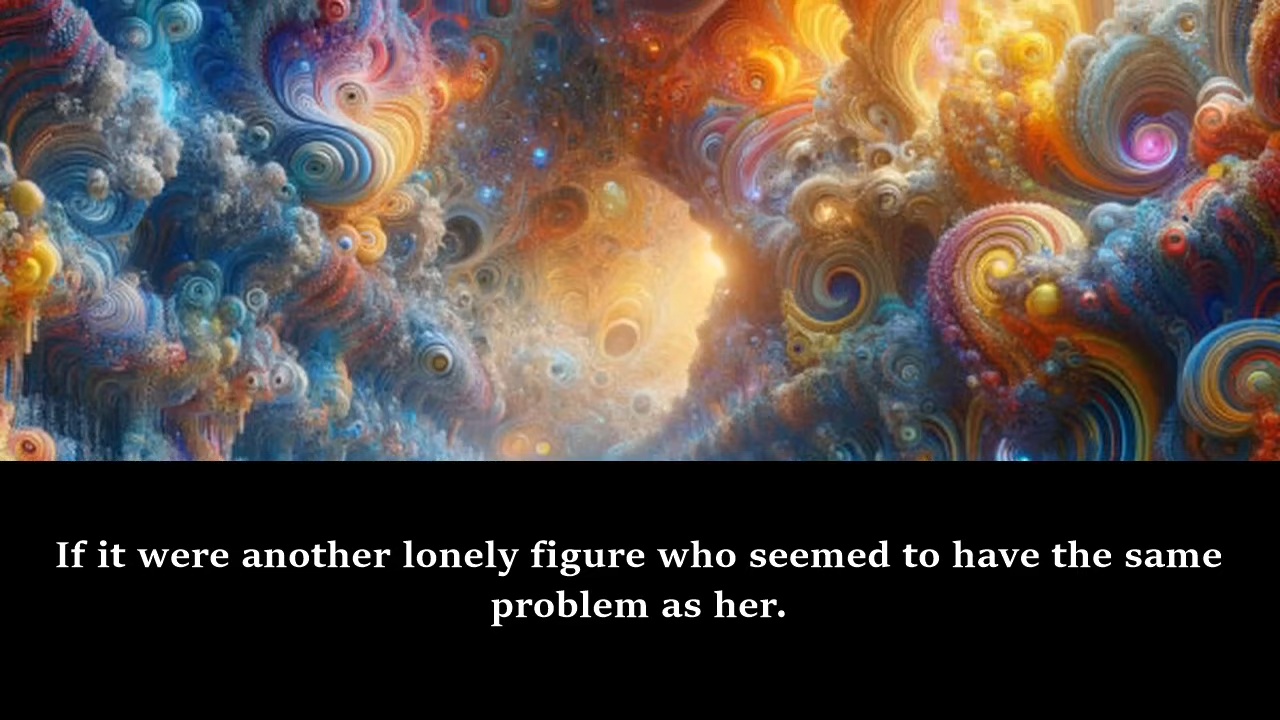 If it were another lonely figure who seemed to have the same
problem as her.